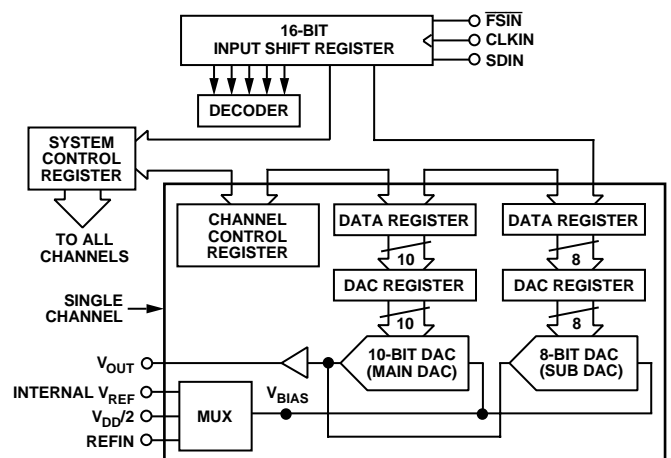 16-BIT
INPUT SHIFT REGISTER
FSIN
CLKIN
SDIN
DECODER
SYSTEM
CONTROL
REGISTER
TO ALL
CHANNELS
CHANNEL
CONTROL
REGISTER
DATA REGISTER
DATA REGISTER
10
8
DAC REGISTER
DAC REGISTER
10
8
SINGLE
CHANNEL
10-BIT DAC
(MAIN DAC)
8-BIT DAC
(SUB DAC)
VOUT
INTERNAL VREF
VDD/2
REFIN
MUX
VBIAS